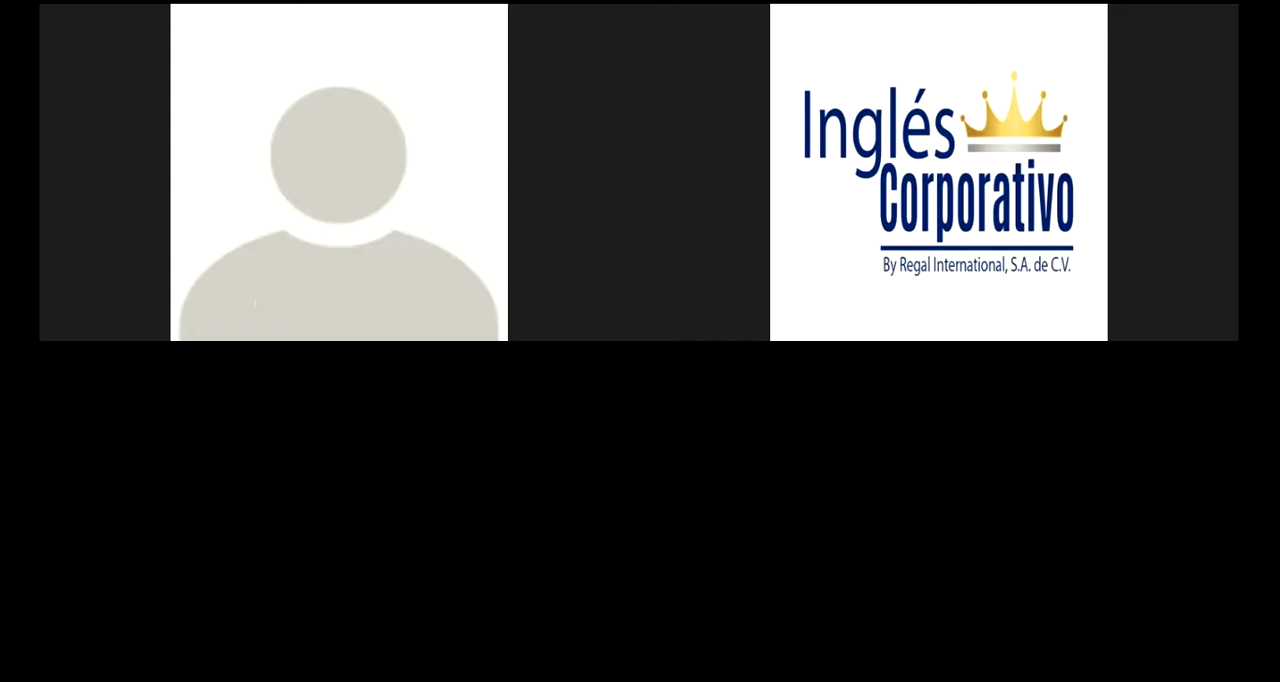 Inglés
Corporativo
By Regal International, S.A. de C.V.